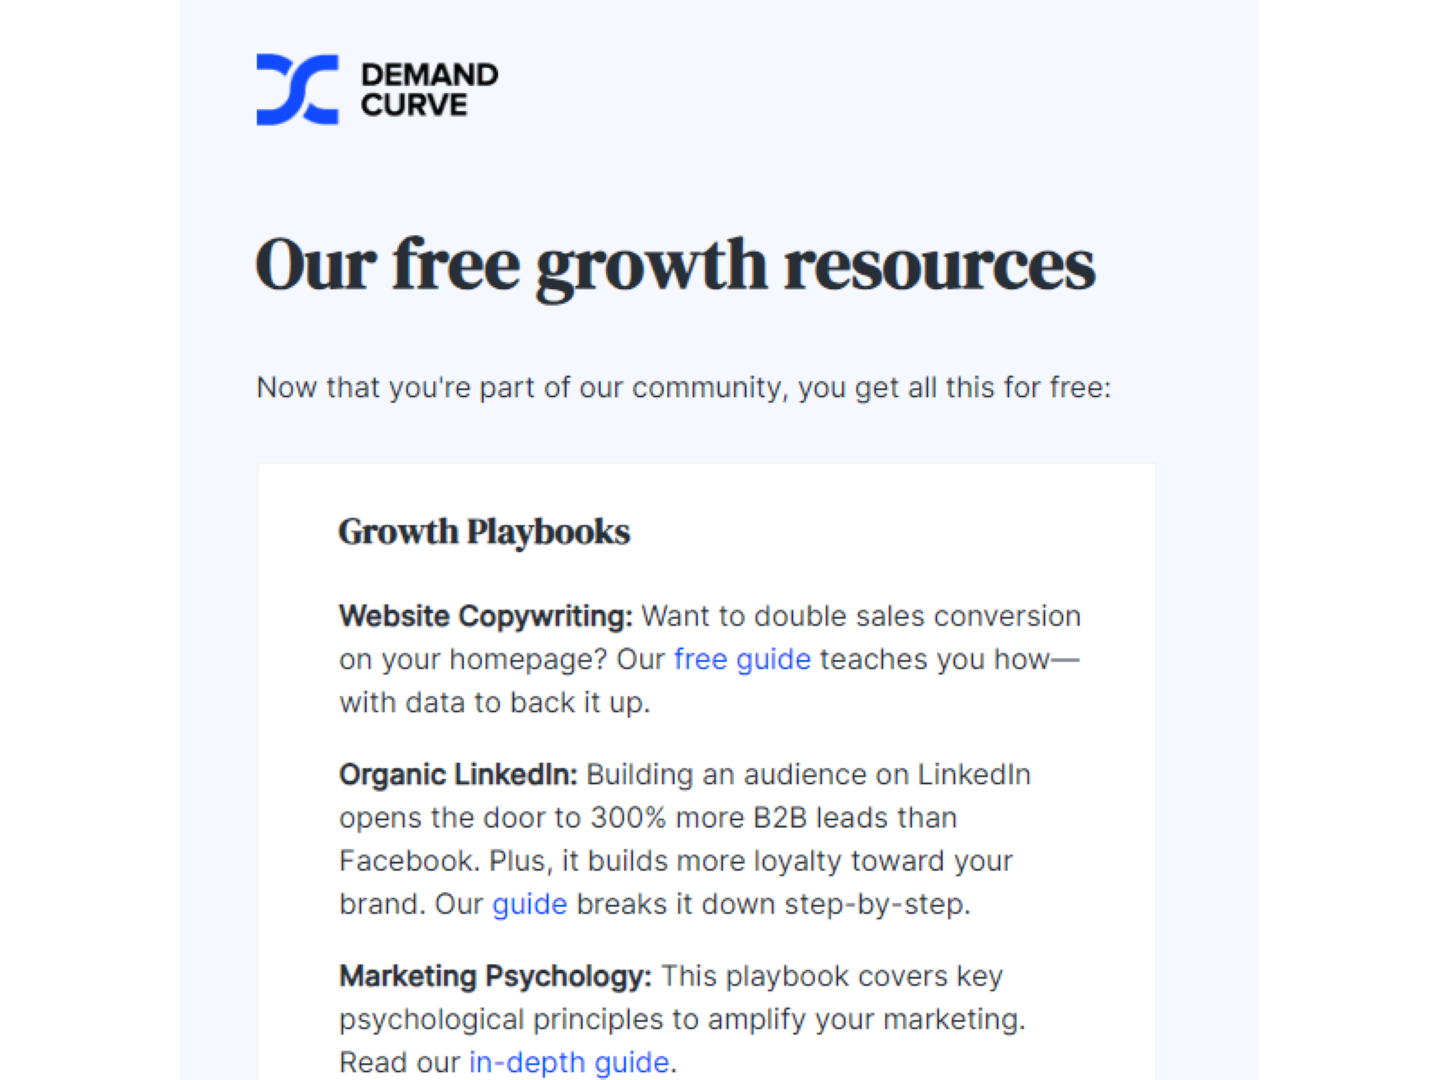 DEMAND
CURVE
Our free growth resources
Now that you're part of our community, you get all this for free:
Growth Playbooks
Website Copywriting: Want to double sales conversion
on your homepage? Our free guide teaches you how—
with data to back it up.
Organic LinkedIn: Building an audience on LinkedIn
opens the door to 300% more B2B leads than
Facebook. Plus, it builds more loyalty toward your
brand. Our guide breaks it down step-by-step.
Marketing Psychology: This playbook covers key
psychological principles to amplify your marketing.
Read our in-depth guide.